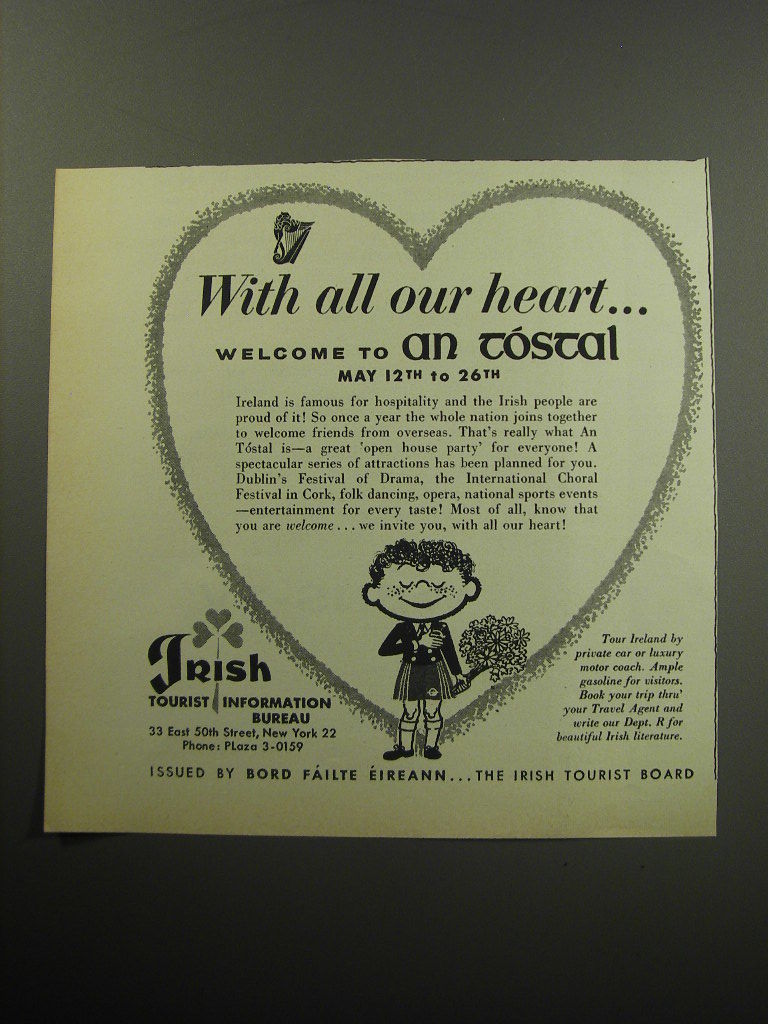 With all our heart...
WELCOME TO an tóstal
MAY 12TH to 26TH
Ireland is famous for hospitality and the Irish people are
proud of it! So once a year the whole nation joins together
to welcome friends from overseas. That's really what An
Tóstal is—a great 'open house party' for everyone! A
spectacular series of attractions has been planned for you.
Dublin's Festival of Drama, the International Choral
Festival in Cork, folk dancing, opera, national sports events
—entertainment for every taste! Most of all, know that
you are welcome . . . we invite you, with all our heart!
Irish
TOURIST INFORMATION
BUREAU
33 East 50th Street, New York 22
Phone: PLaza 3-0159
Tour Ireland by
private car or luxury
motor coach. Ample
gasoline for visitors.
Book your trip thru'
your Travel Agent and
write our Dept. R for
beautiful Irish literature.
ISSUED BY BORD FÁILTE ÉIREANN...THE IRISH TOURIST BOARD